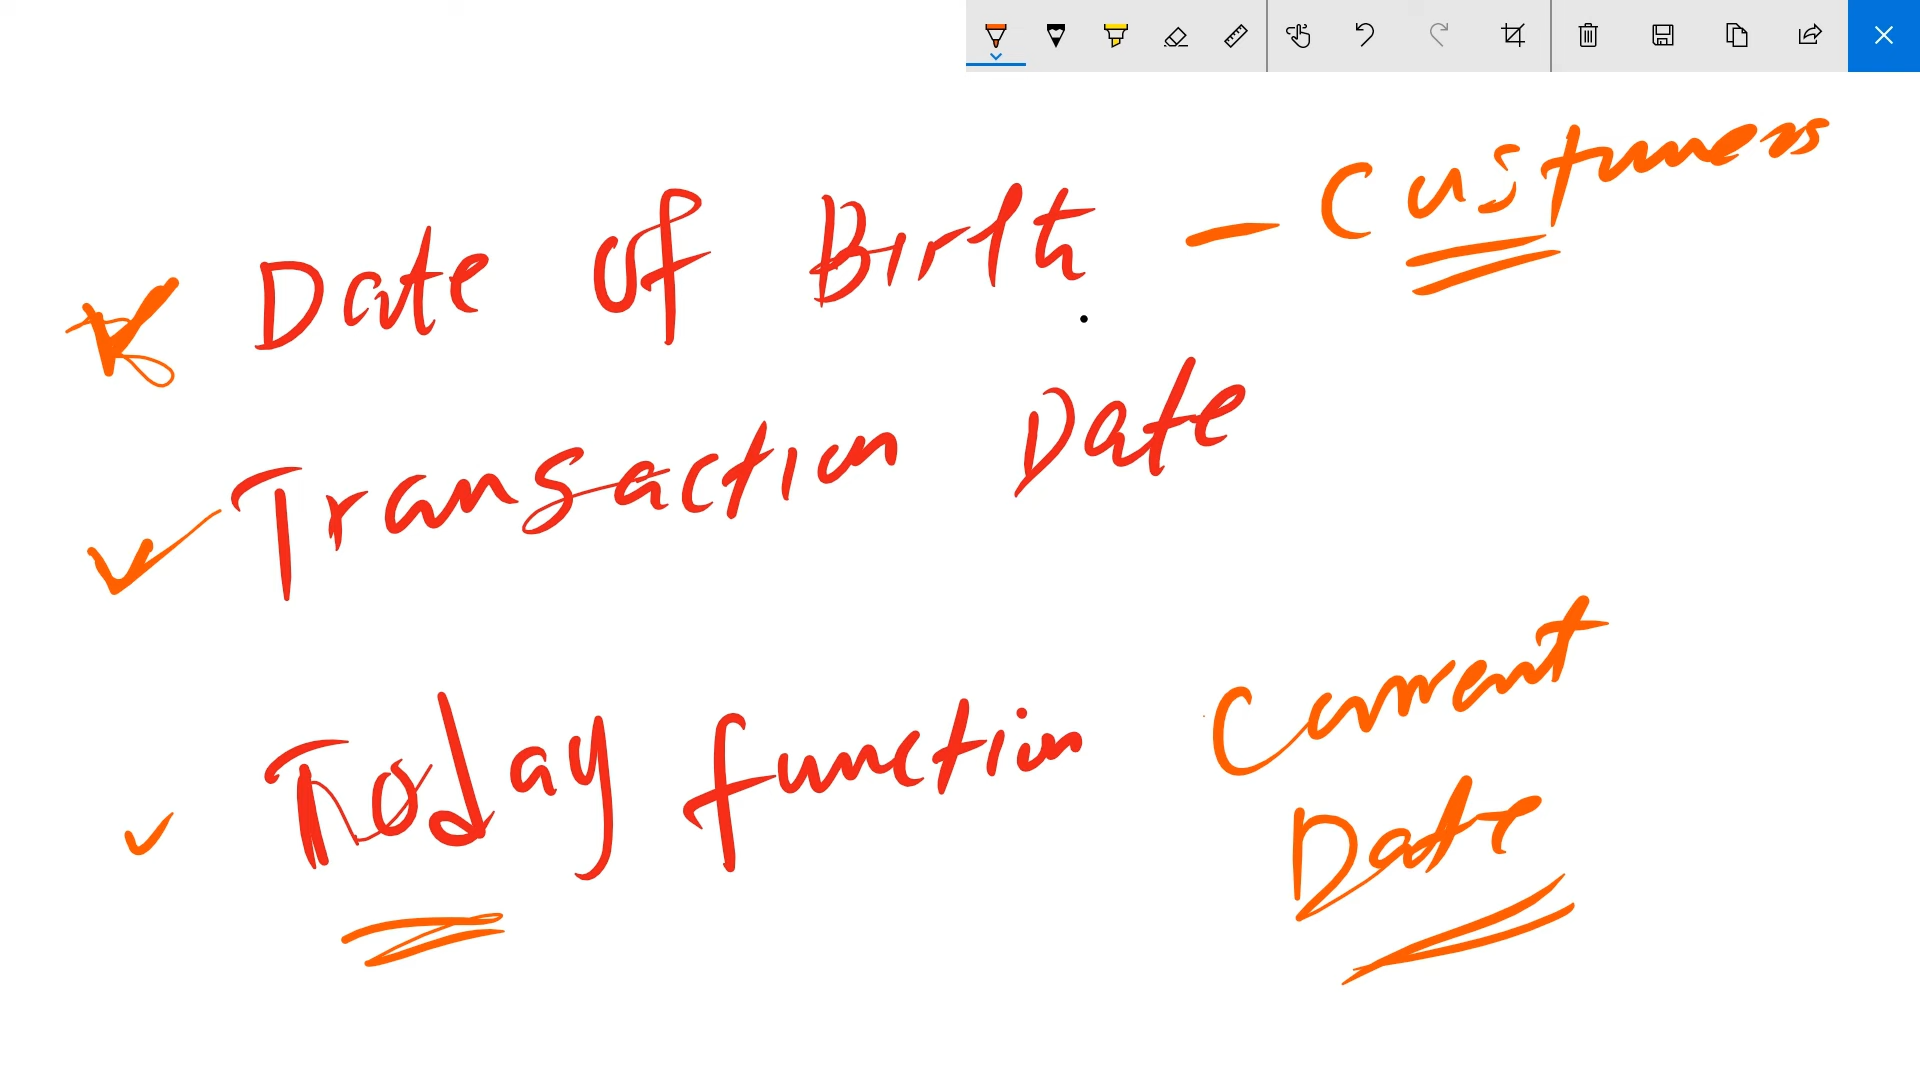 Date of Birth - Customers
Transaction Date
Today function Current
Date